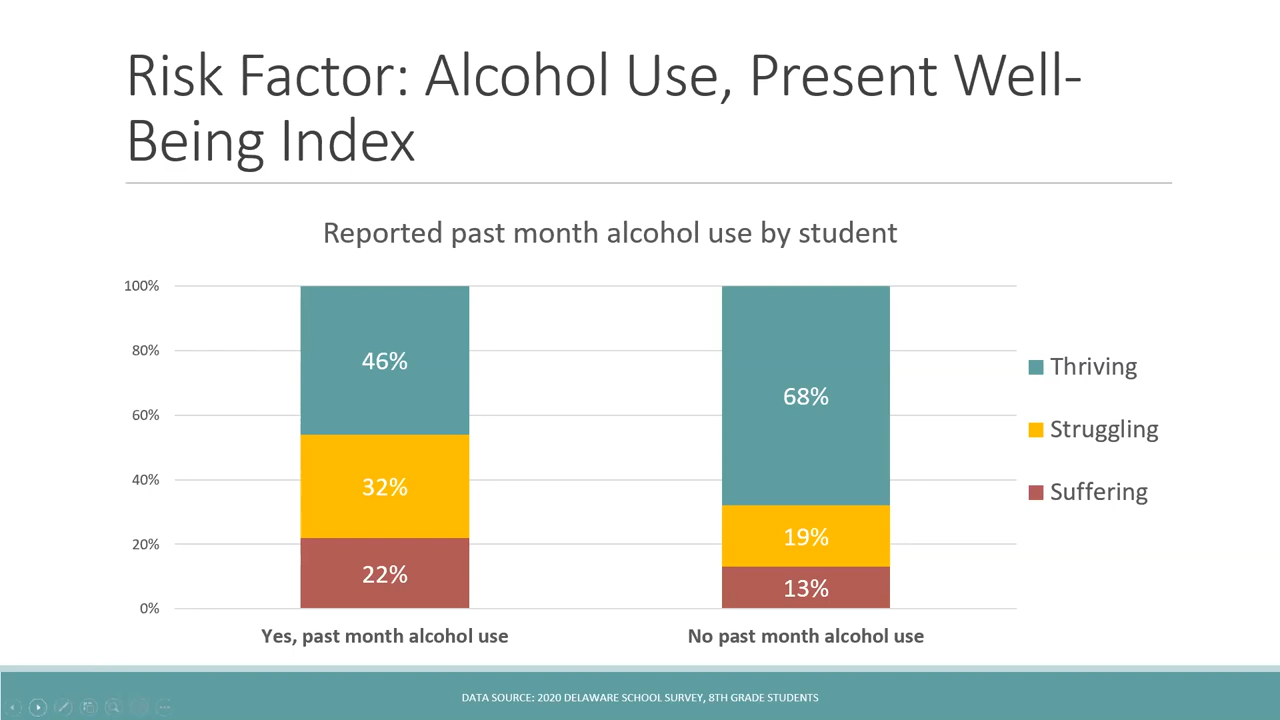 Risk Factor: Alcohol Use, Present Well-
Being Index
Reported past month alcohol use by student
100%
80%
60%
40%
20%
0%
46%
32%
22%
68%
19%
13%
Thriving
Struggling
Suffering
Yes, past month alcohol use
No past month alcohol use
DATA SOURCE: 2020 DELAWARE SCHOOL SURVEY, 8TH GRADE STUDENTS